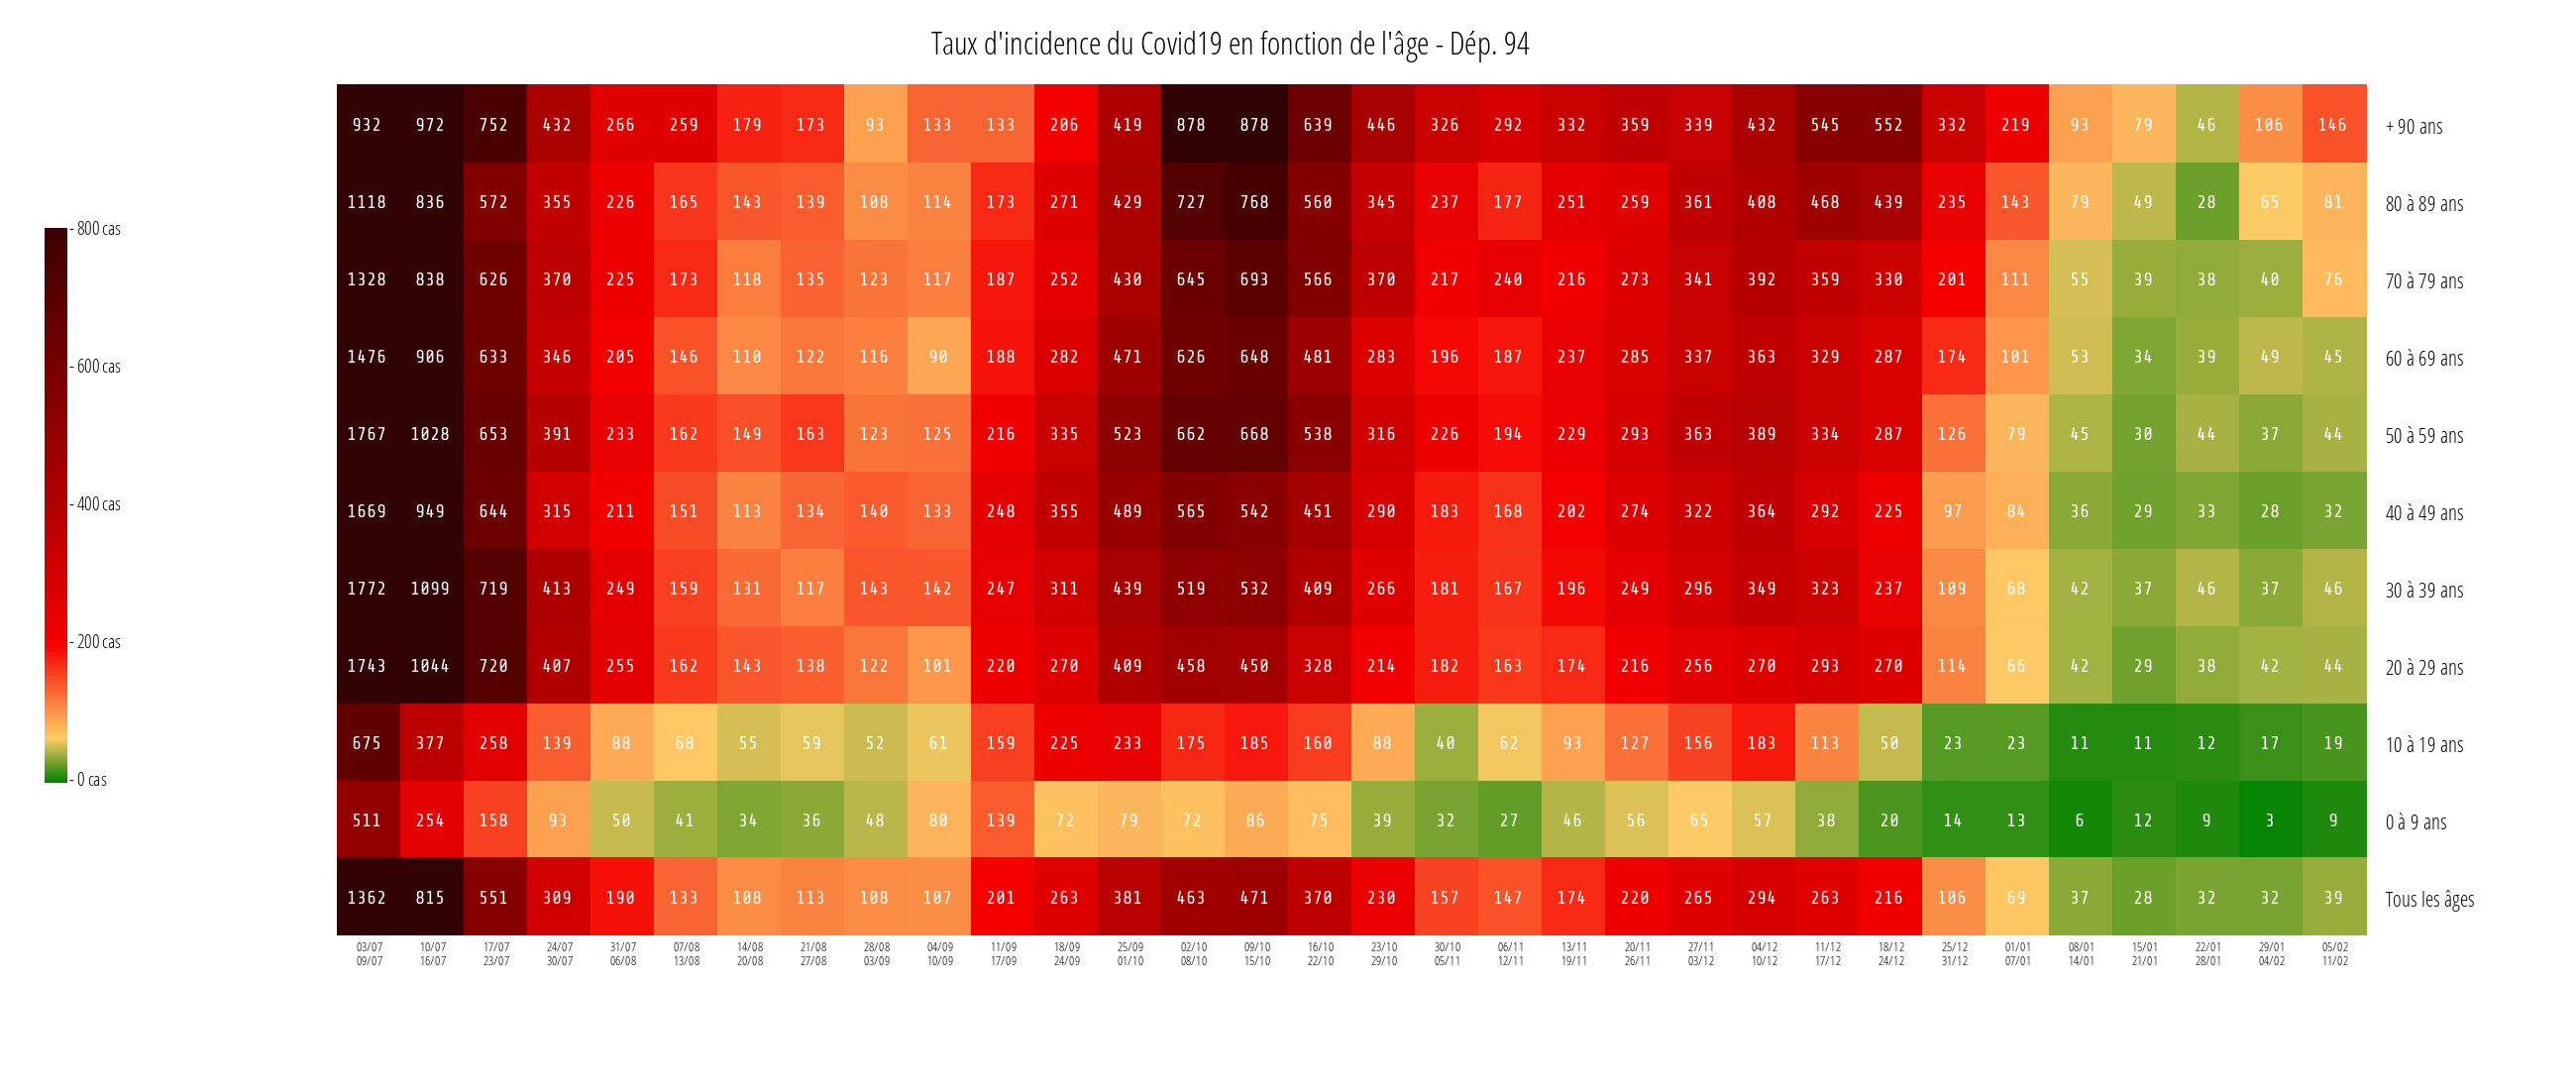 Taux d'incidence du Covid19 en fonction de l'âge - Dép. 94
- 800 cas
- 600 cas
- 400 cas
- 200 cas
- 0 cas
932 972 752 432 266 259 179 173 93 133 133 206 419 878 878 639 446 326 292 332 359 339 432 545 552 332 219 93 79 46 106 146 + 90 ans
1118 836 572 355 226 165 143 139 108 114 173 271 429 727 768 560 345 237 177 251 259 361 408 468 439 235 143 79 49 28 65 81 80 à 89 ans
1328 838 626 370 225 173 118 135 123 117 187 252 430 645 693 566 370 217 240 216 273 341 392 359 330 201 111 55 39 38 40 76 70 à 79 ans
1476 906 633 346 205 146 110 122 116 90 188 282 471 626 648 481 283 196 187 237 285 337 363 329 287 174 101 53 34 39 49 45 60 à 69 ans
1767 1028 653 391 233 162 149 163 123 125 216 335 523 662 668 538 316 226 194 229 293 363 389 334 287 126 79 45 30 44 37 44 50 à 59 ans
1669 949 644 315 211 151 113 134 140 133 248 355 489 565 542 451 290 183 168 202 274 322 364 292 225 97 84 36 29 33 28 32 40 à 49 ans
1772 1099 719 413 249 159 131 117 143 142 247 311 439 519 532 409 266 181 167 196 249 296 349 323 237 109 68 42 37 46 37 46 30 à 39 ans
1743 1044 720 407 255 162 143 138 122 101 220 270 409 458 450 328 214 182 163 174 216 256 270 293 270 114 66 42 29 38 42 44 20 à 29 ans
675 377 258 139 88 68 55 59 52 61 159 225 233 175 185 160 88 40 62 93 127 156 183 113 50 23 23 11 11 12 17 19 10 à 19 ans
511 254 158 93 50 41 34 36 48 80 139 72 79 72 86 75 39 32 27 46 56 65 57 38 20 14 13 6 12 9 3 9 0 à 9 ans
1362 815 551 309 190 133 108 113 108 107 201 263 381 463 471 370 230 157 147 174 220 265 294 263 216 106 69 37 28 32 32 39 Tous les âges
03/07 10/07 17/07 24/07 31/07 07/08 14/08 21/08 28/08 04/09 11/09 18/09 25/09 02/10 09/10 16/10 23/10 30/10 06/11 13/11 20/11 27/11 04/12 11/12 18/12 25/12 01/01 08/01 15/01 22/01 29/01 05/02
09/07 16/07 23/07 30/07 06/08 13/08 20/08 27/08 03/09 10/09 17/09 24/09 01/10 08/10 15/10 22/10 29/10 05/11 12/11 19/11 26/11 03/12 10/12 17/12 24/12 31/12 07/01 14/01 21/01 28/01 04/02 11/02